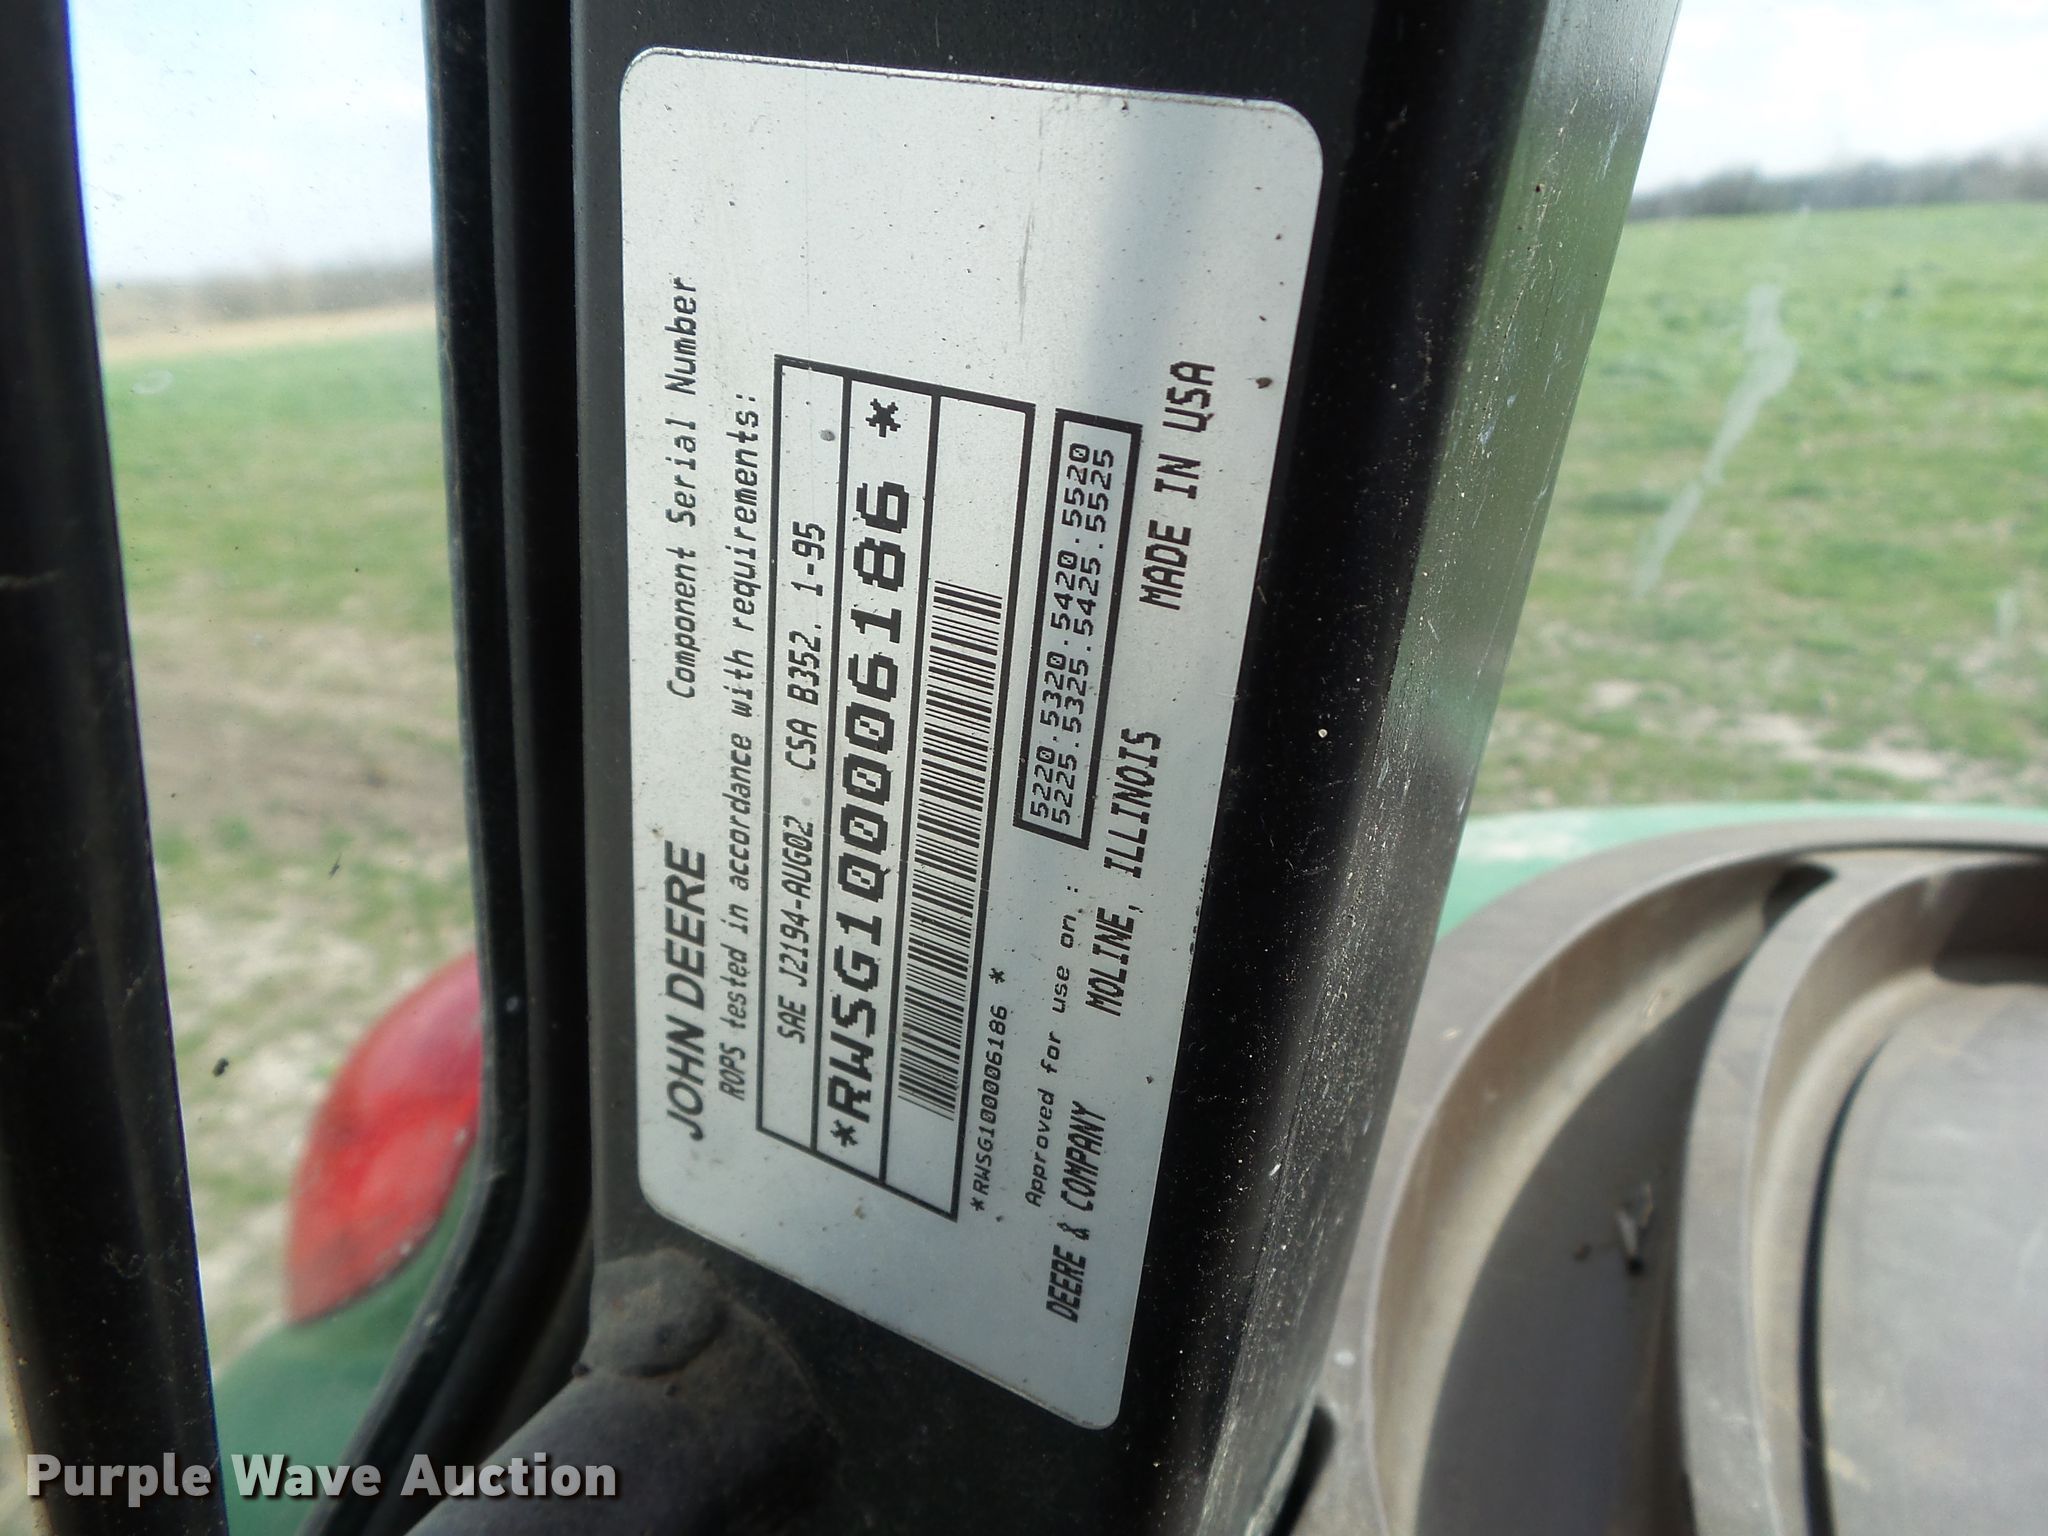 JOHN DEERE Component Serial Number
ROPS tested in accordance with requirements:
SAE J2194-AUG02 CSA B352. 1-95
*RWSG10006186 *
*RWSG10006186 *
Approved for use on :
5220.5320.5420.5520
5225.5325.5425.5525
DEERE & COMPANY MOLINE, ILLINOIS MADE IN USA
Purple Wave Auction